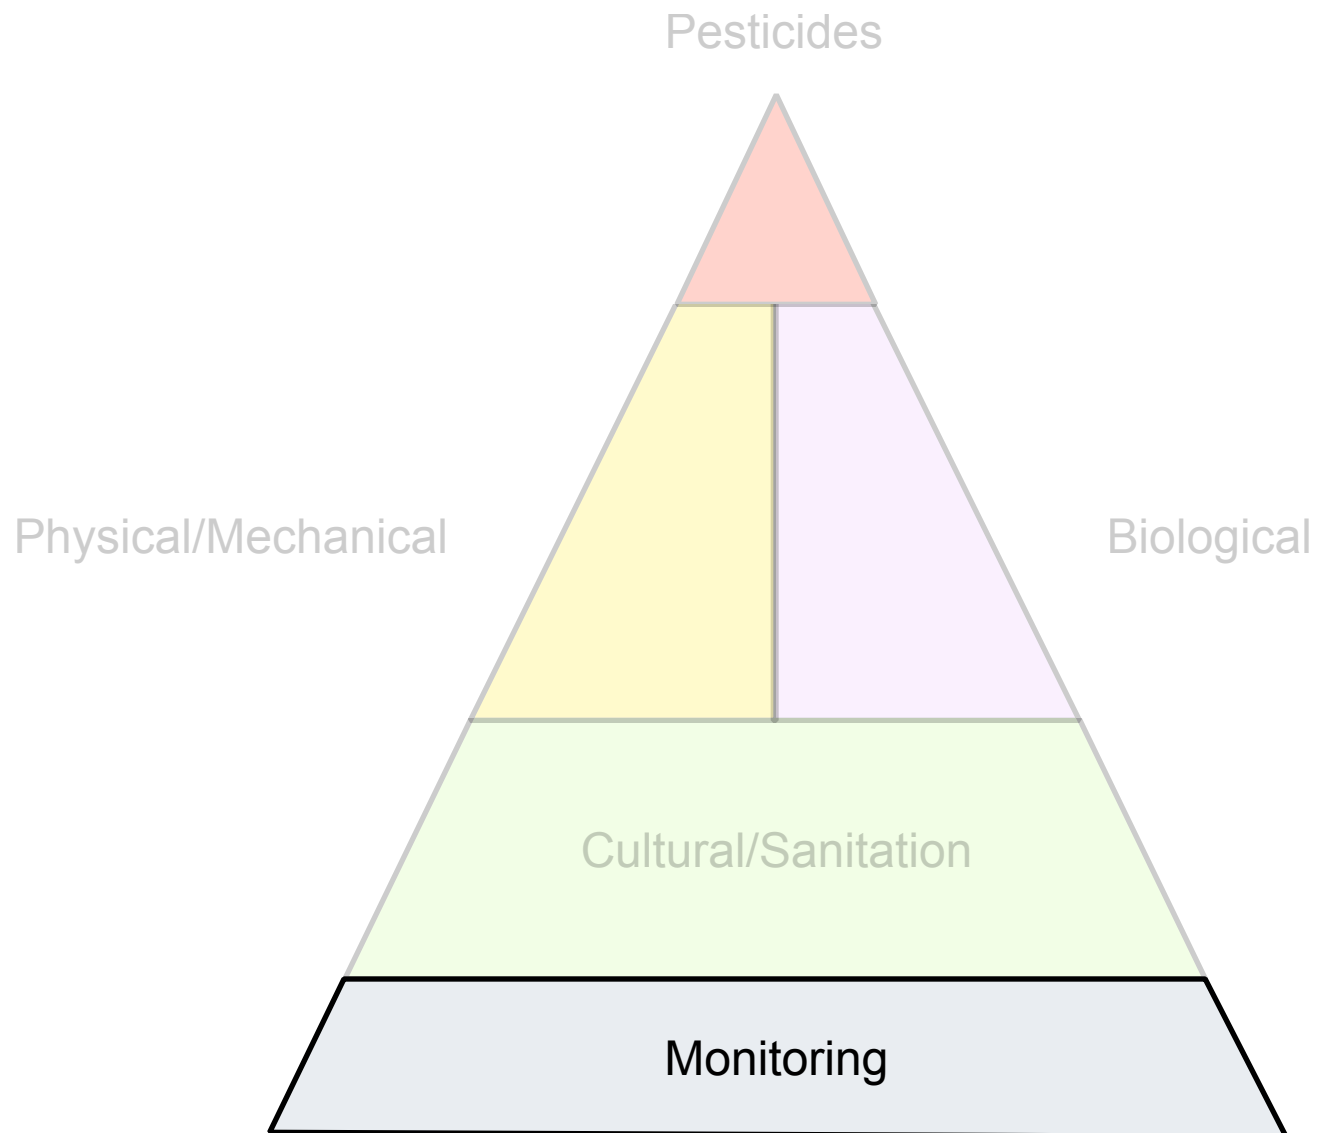 Pesticides
Physical/Mechanical
Biological
Cultural/Sanitation
Monitoring